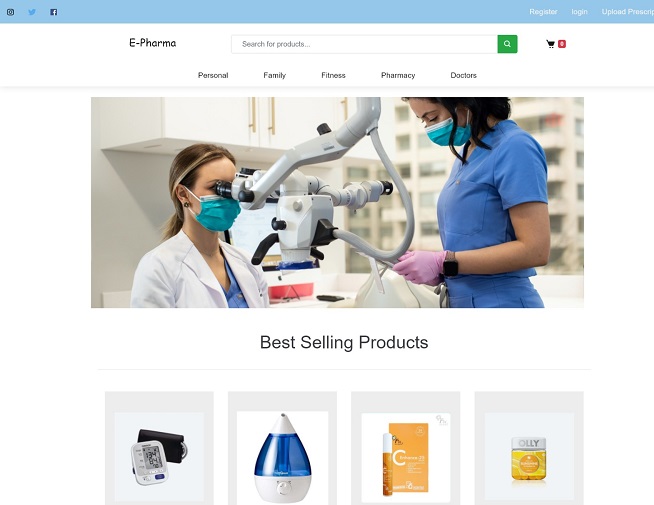 Register login Upload Prescrip
E-Pharma
Search for products...
0
Personal Family Fitness Pharmacy Doctors
Best Selling Products
C
OLLY